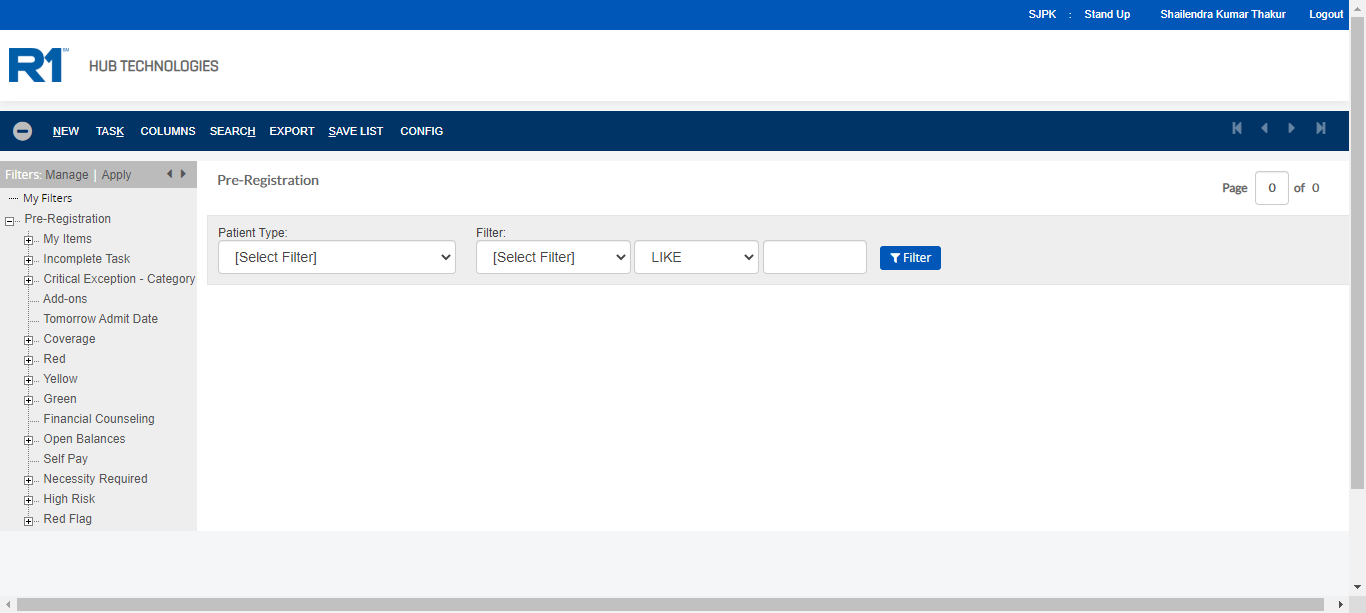 SJPK : Stand Up Shailendra Kumar Thakur Logout
R1 SM HUB TECHNOLOGIES
NEW TASK COLUMNS SEARCH EXPORT SAVE LIST CONFIG
Filters: Manage | Apply
My Filters
Pre-Registration
My Items
Incomplete Task
Critical Exception - Category
Add-ons
Tomorrow Admit Date
Coverage
Red
Yellow
Green
Financial Counseling
Open Balances
Self Pay
Necessity Required
High Risk
Red Flag
Pre-Registration
Page 0 of 0
Patient Type: Filter:
[Select Filter] [Select Filter] LIKE Filter